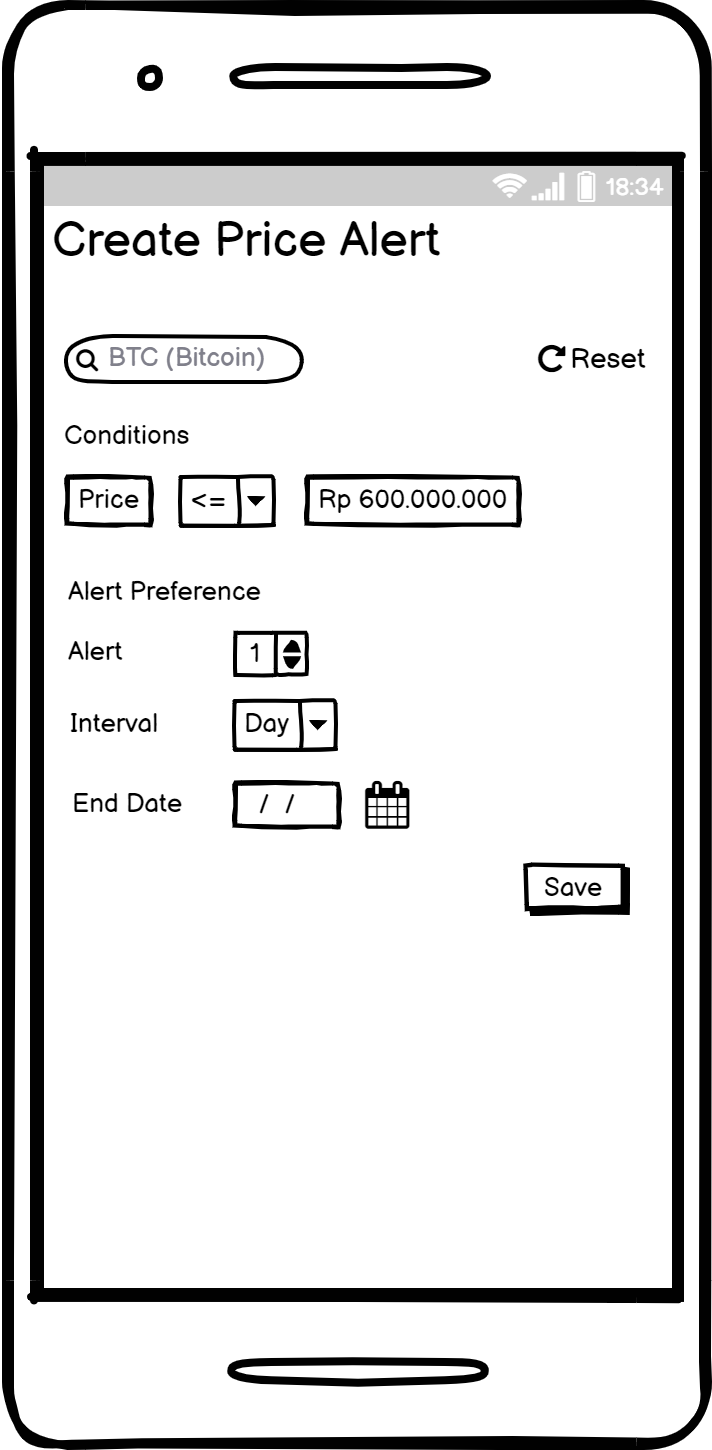 18:34
Create Price Alert
BTC (Bitcoin)
Reset
Conditions
Price
<=
Rp 600.000.000
Alert Preference
Alert
1
Interval
Day
End Date
/ /
Save